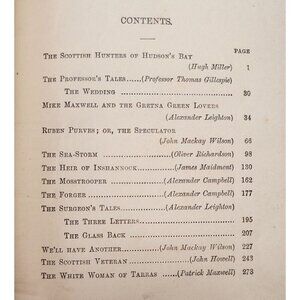 CONTENTS.
PAGE
THE SCOTTISH HUNTERS OF HUDSON'S BAY
(Hugh Miller) 1
THE PROFESSOR'S TALES......(Professor Thomas Gillespie)
THE WEDDING ... ... ... ... 30
MIKE MAXWELL AND THE GRETNA GREEN LOVERS
(Alexander Leighton) 34
RUBEN PURVES; OR, THE SPECULATOR
(John Mackay Wilson) 66
THE SEA-STORM ... ...(Oliver Richardson) 98
THE HEIR OF INSHANNOCK...(James Maidment) 130
THE MOSSTROOPER ... ...(Alexander Campbell) 162
THE FORGER ... ...(Alexander Campbell) 177
THE SURGEON'S TALES...(Alexander Leighton)
THE THREE LETTERS... ... ... 195
THE GLASS BACK ... ... ... 207
WE'LL HAVE ANOTHER...(John Mackay Wilson) 227
THE SCOTTISH VETERAN ... ...(John Howell) 243
THE WHITE WOMAN OF TARRAS ...(Patrick Maxwell) 273